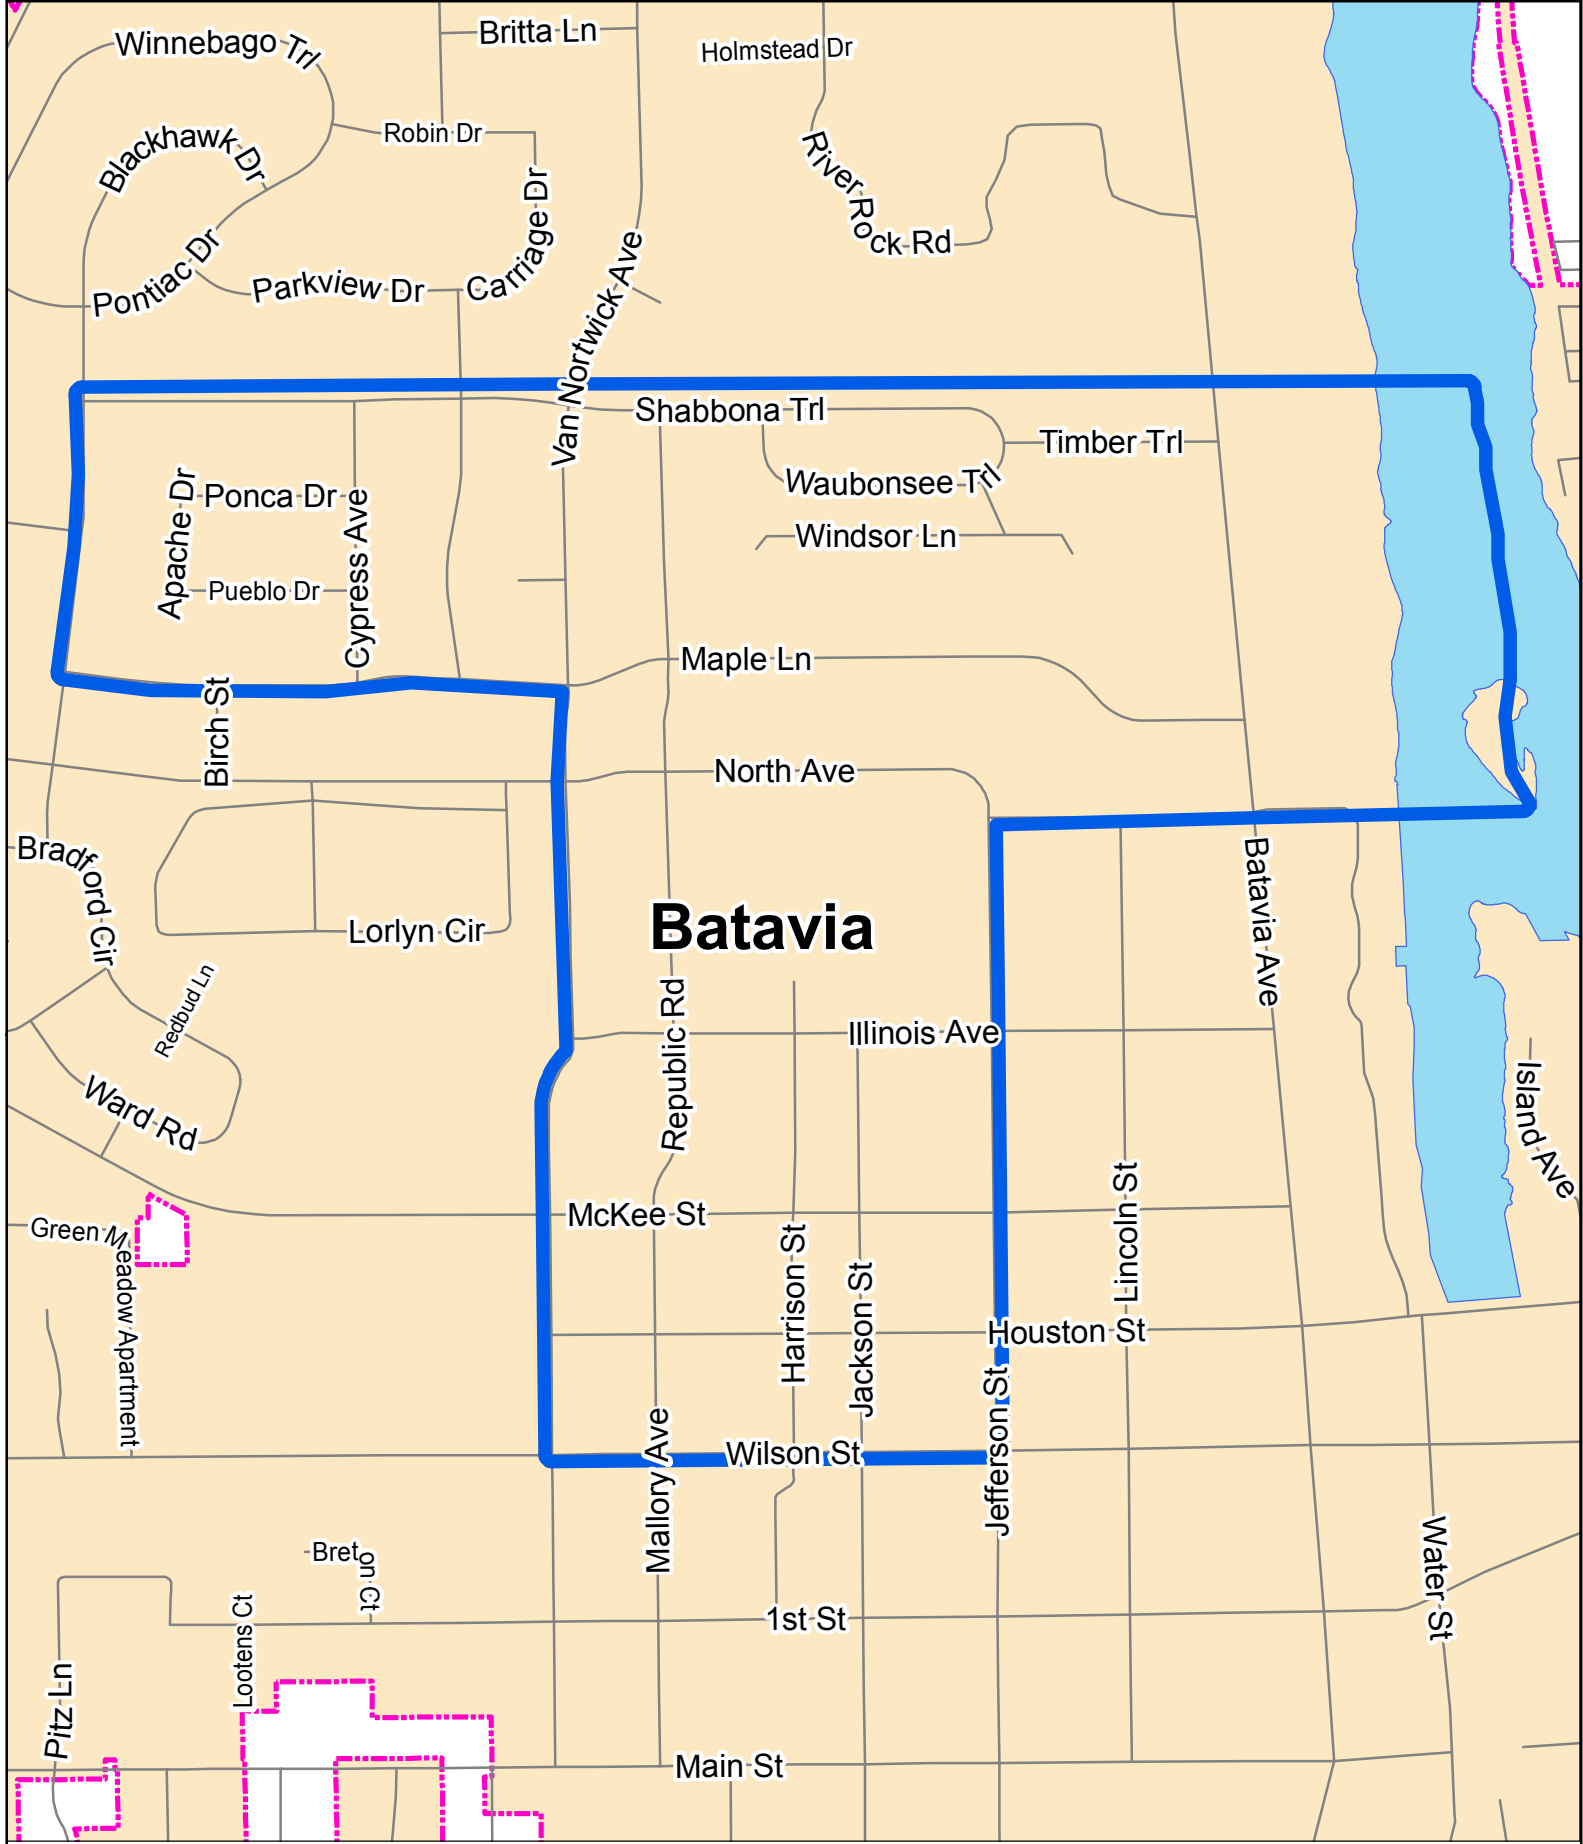 Britta Ln
Winnebago Trl
Holmstead Dr
Robin Dr
Blackhawk Dr
River Rock Rd
Carriage Dr
Pontiac Dr
Parkview Dr
Van Nortwick Ave
Shabbona Trl
Timber Trl
Waubonsee Trl
Ponca Dr
Apache Dr
Cypress Ave
Windsor Ln
Pueblo Dr
Maple Ln
Birch St
North Ave
Bradford Cir
Batavia Ave
Lorlyn Cir
Batavia
Redbud Ln
Republic Rd
Illinois Ave
Ward Rd
Island Ave
McKee St
Green Meadow Apartment
Lincoln St
Harrison St
Jackson St
Houston St
Jefferson St
Mallory Ave
Wilson St
Breton Ct
Water St
Lootens Ct
1st St
Pitz Ln
Main St